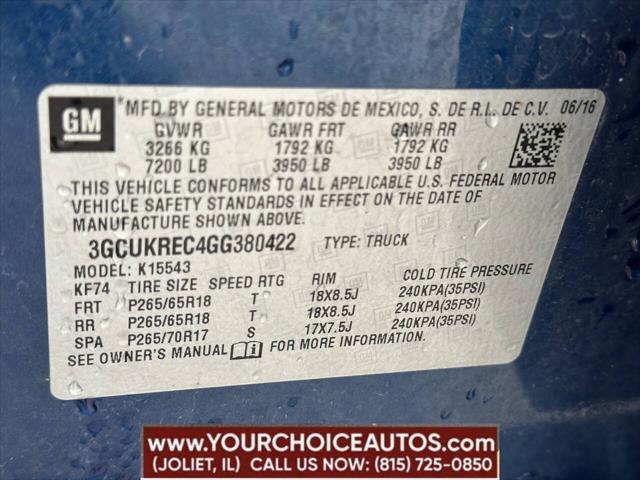 GM
*MFD BY GENERAL MOTORS DE MEXICO, S. DE R.L. DE C.V. 06/16
GVWR GAWR FRT GAWR RR
3266 KG 1792 KG 1792 KG
7200 LB 3950 LB 3950 LB
THIS VEHICLE CONFORMS TO ALL APPLICABLE U.S. FEDERAL MOTOR
VEHICLE SAFETY STANDARDS IN EFFECT ON THE DATE OF
MANUFACTURE SHOWN ABOVE.
3GCUKREC4GG380422 TYPE: TRUCK
MODEL: K15543
KF74 TIRE SIZE SPEED RTG RIM COLD TIRE PRESSURE
FRT P265/65R18 T 18X8.5J 240KPA(35PSI)
RR P265/65R18 T 18X8.5J 240KPA(35PSI)
SPA P265/70R17 S 17X7.5J 240KPA(35PSI)
SEE OWNER'S MANUAL FOR MORE INFORMATION.
WWW.YOURCHOICEAUTOS.COM
(JOLIET, IL) CALL US NOW: (815) 725-0850